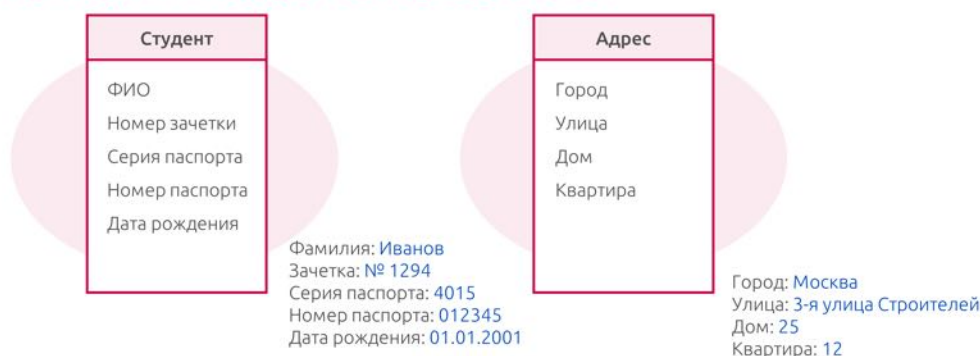 Студент
ФИО
Номер зачетки
Серия паспорта
Номер паспорта
Дата рождения
Фамилия: Иванов
Зачетка: № 1294
Серия паспорта: 4015
Номер паспорта: 012345
Дата рождения: 01.01.2001
Адрес
Город
Улица
Дом
Квартира
Город: Москва
Улица: 3-я улица Строителей
Дом: 25
Квартира: 12